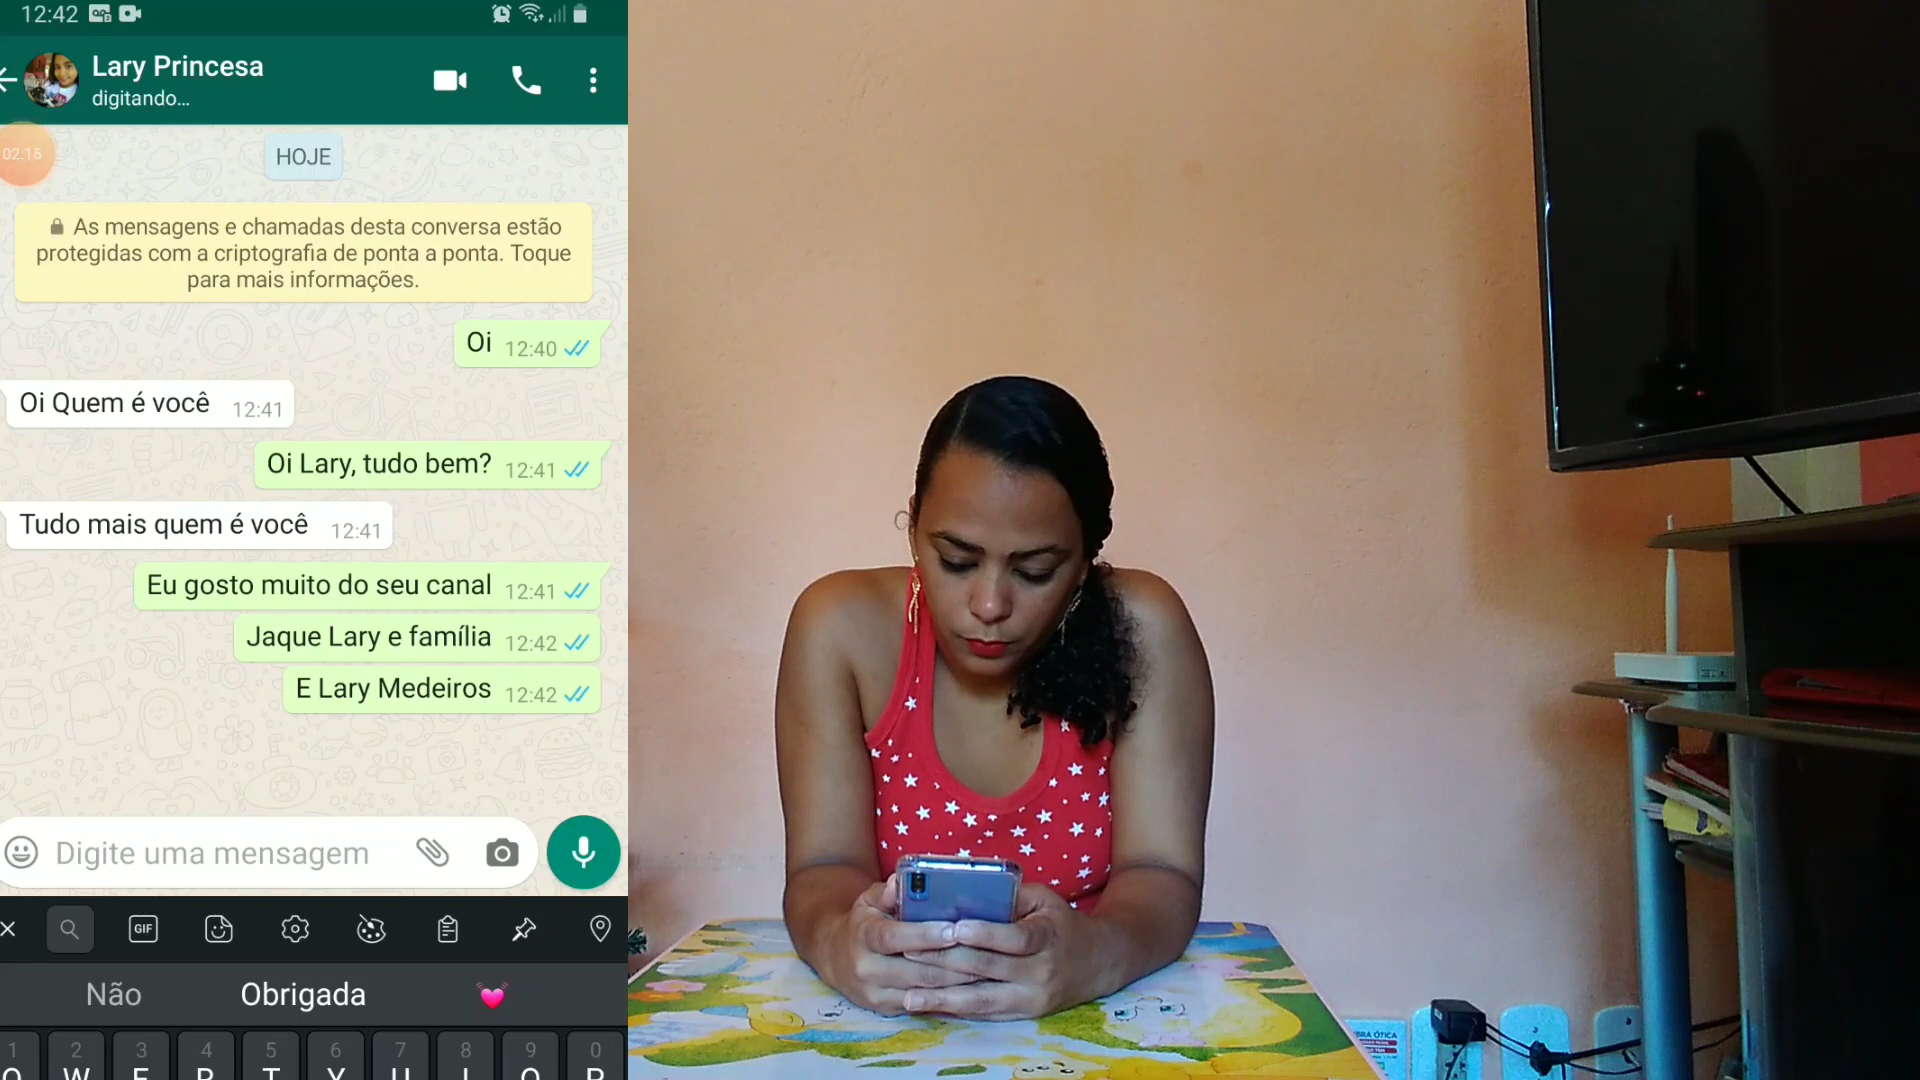 12:42
Lary Princesa
digitando...
02:15
HOJE
As mensagens e chamadas desta conversa estão
protegidas com a criptografia de ponta a ponta. Toque
para mais informações.
Oi 12:40
Oi Quem é você 12:41
Oi Lary, tudo bem? 12:41
Tudo mais quem é você 12:41
Eu gosto muito do seu canal 12:41
Jaque Lary e família 12:42
E Lary Medeiros 12:42
Digite uma mensagem
GIF
Não Obrigada
1 2 3 4 5 6 7 8 9 0